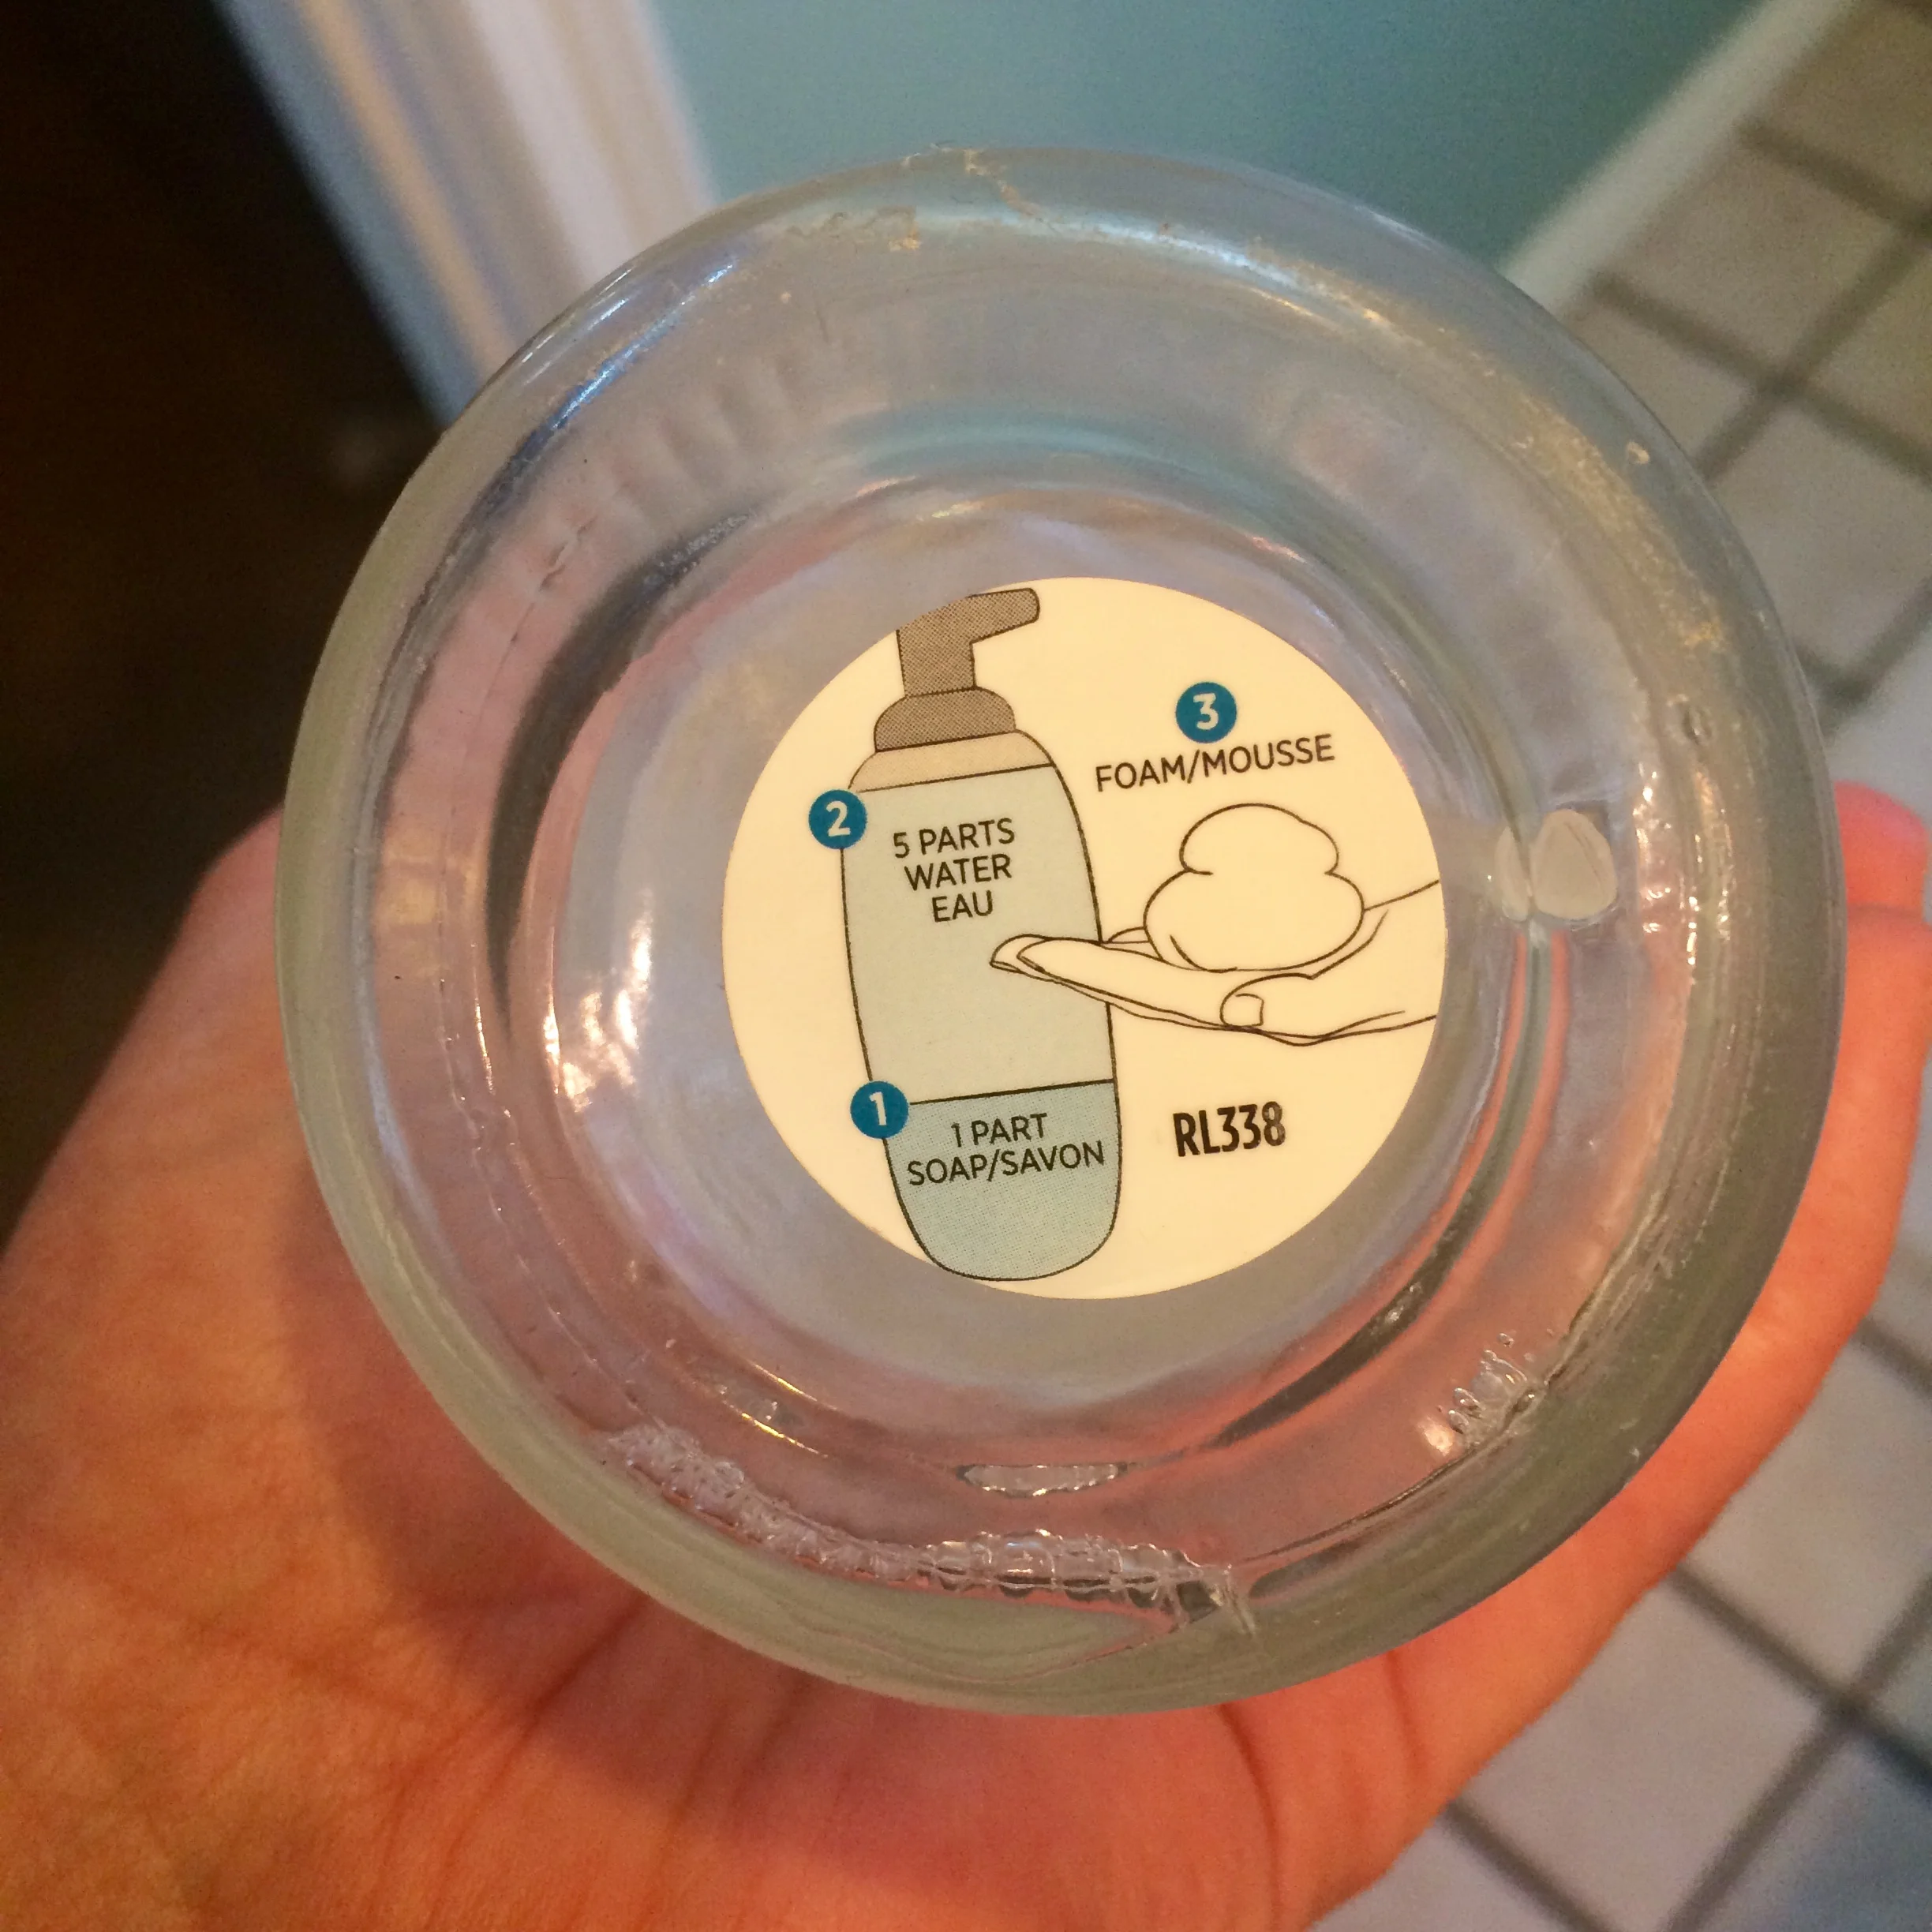 3
FOAM/MOUSSE
2
5 PARTS
WATER
EAU
1
1 PART
SOAP/SAVON
RL338